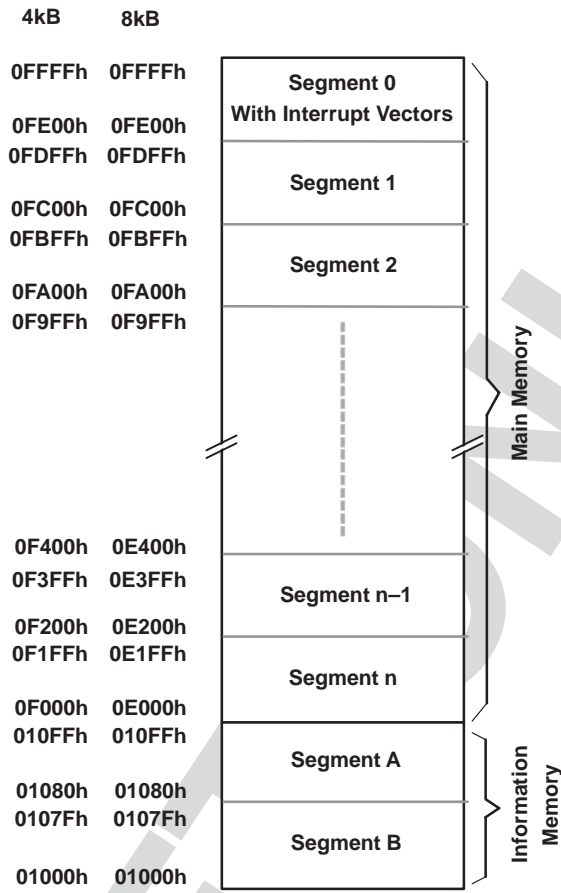 4kB 8kB
0FFFFh 0FFFFh
Segment 0
With Interrupt Vectors
0FE00h 0FE00h
0FDFFh 0FDFFh
Segment 1
0FC00h 0FC00h
0FBFFh 0FBFFh
Segment 2
0FA00h 0FA00h
0F9FFh 0F9FFh
Main Memory
0F400h 0E400h
0F3FFh 0E3FFh
Segment n–1
0F200h 0E200h
0F1FFh 0E1FFh
Segment n
0F000h 0E000h
010FFh 010FFh
Segment A
01080h 01080h
0107Fh 0107Fh
Segment B
01000h 01000h
Information
Memory